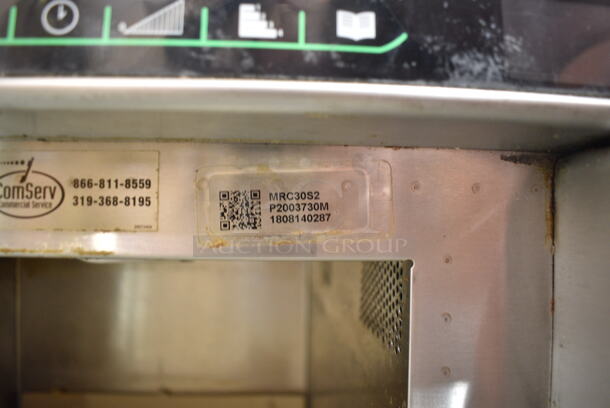 ComServ
Commercial Service
866-811-8559
319-368-8195
MRC30S2
P2003730M
1808140287
AUCTION GROUP